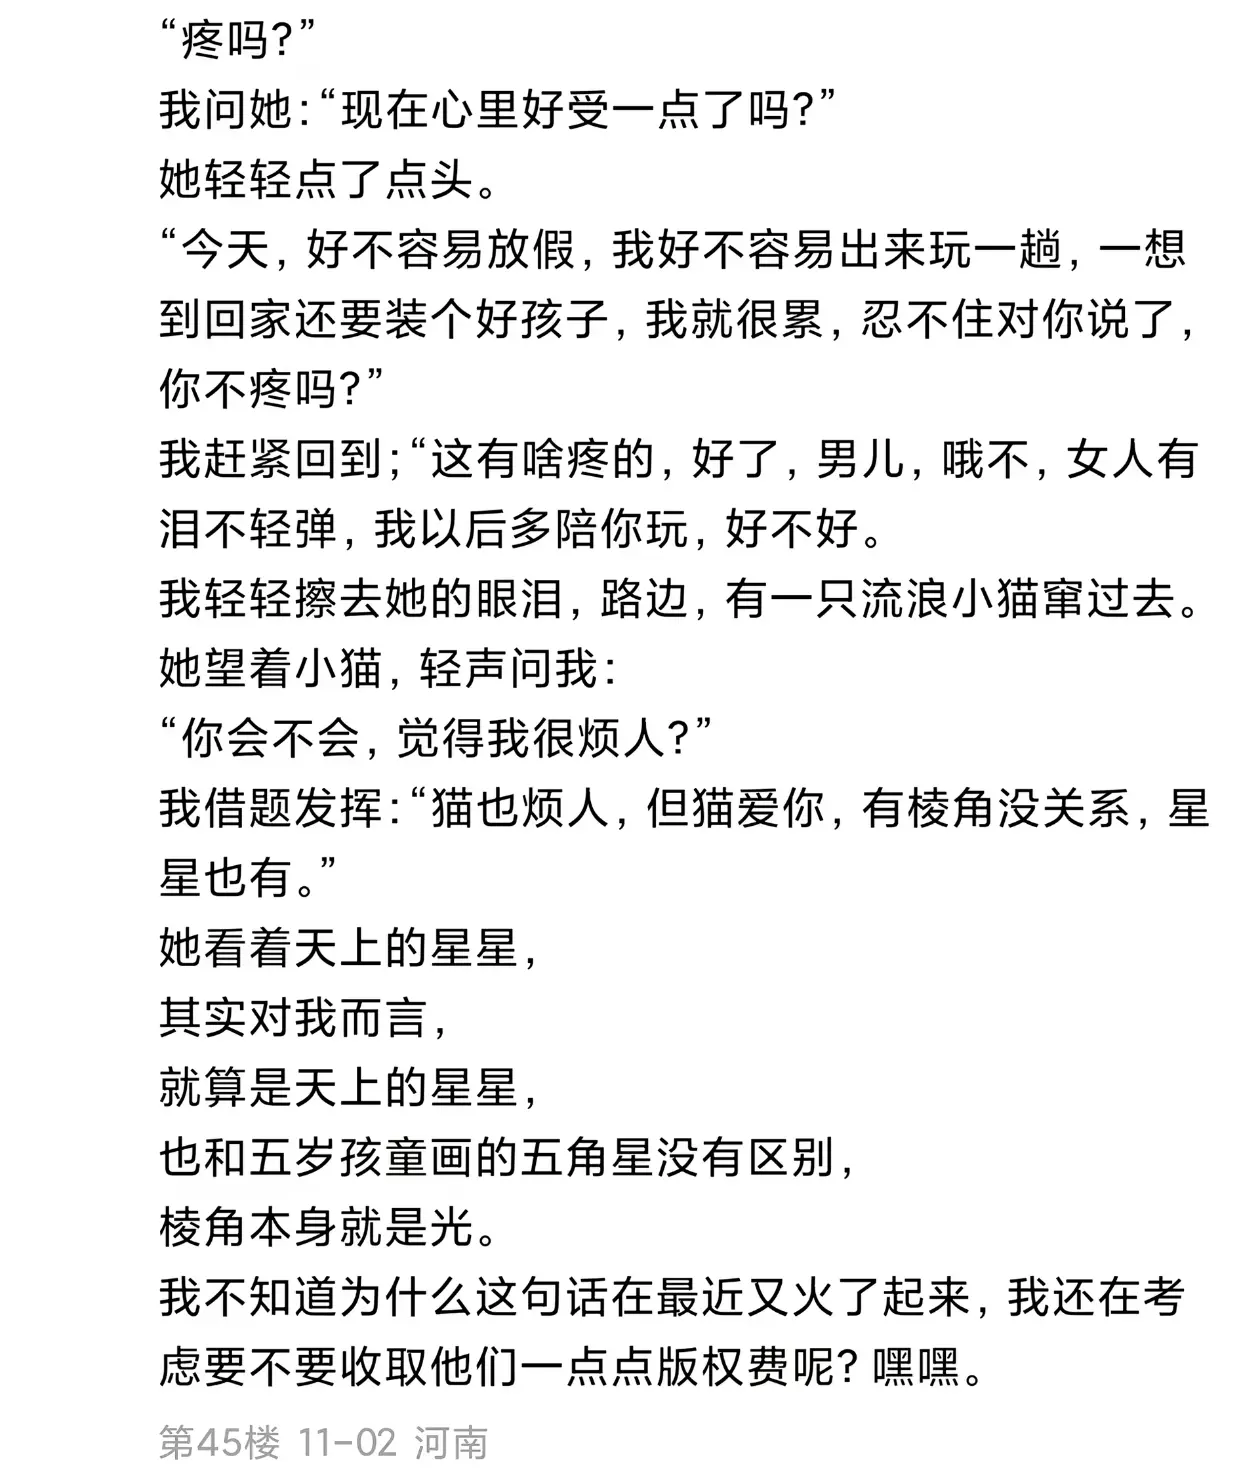 “疼吗?”
我问她:“现在心里好受一点了吗?”
她轻轻点了点头。
“今天,好不容易放假,我好不容易出来玩一趟,一想
到回家还要装个好孩子,我就很累,忍不住对你说了,
你不疼吗?”
我赶紧回到;“这有啥疼的,好了,男儿,哦不,女人有
泪不轻弹,我以后多陪你玩,好不好。
我轻轻擦去她的眼泪,路边,有一只流浪小猫窜过去。
她望着小猫,轻声问我:
“你会不会,觉得我很烦人?”
我借题发挥:“猫也烦人,但猫爱你,有棱角没关系,星
星也有。”
她看着天上的星星,
其实对我而言,
就算是天上的星星,
也和五岁孩童画的五角星没有区别,
棱角本身就是光。
我不知道为什么这句话在最近又火了起来,我还在考
虑要不要收取他们一点点版权费呢?嘿嘿。
第45楼 11-02 河南